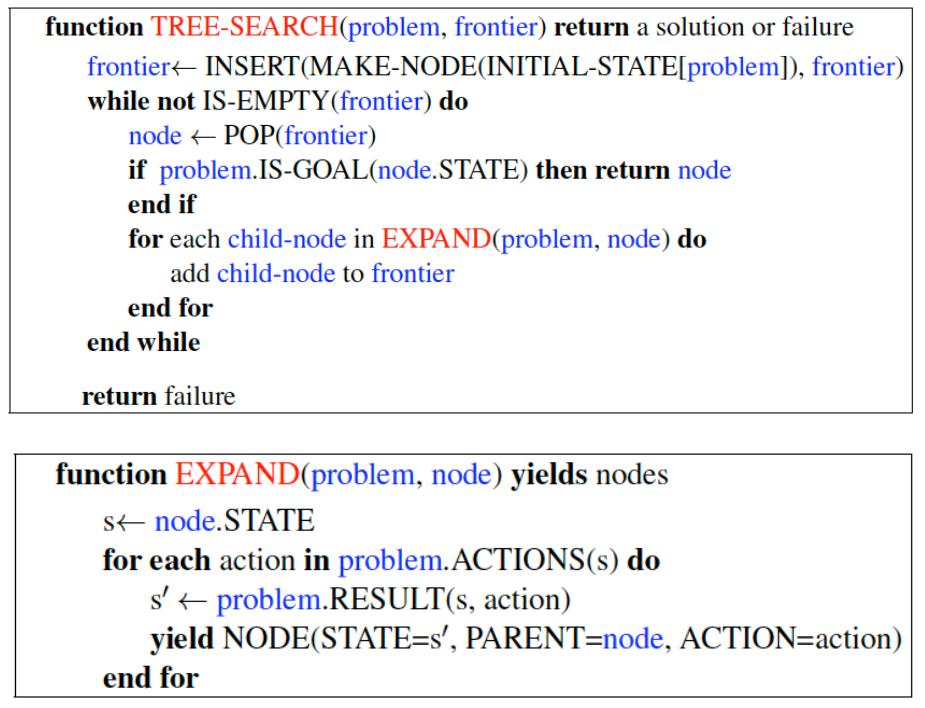 function TREE-SEARCH(problem, frontier) return a solution or failure
frontier← INSERT(MAKE-NODE(INITIAL-STATE[problem]), frontier)
while not IS-EMPTY(frontier) do
node ← POP(frontier)
if problem.IS-GOAL(node.STATE) then return node
end if
for each child-node in EXPAND(problem, node) do
add child-node to frontier
end for
end while
return failure
function EXPAND(problem, node) yields nodes
s← node.STATE
for each action in problem.ACTIONS(s) do
s′ ← problem.RESULT(s, action)
yield NODE(STATE=s′, PARENT=node, ACTION=action)
end for